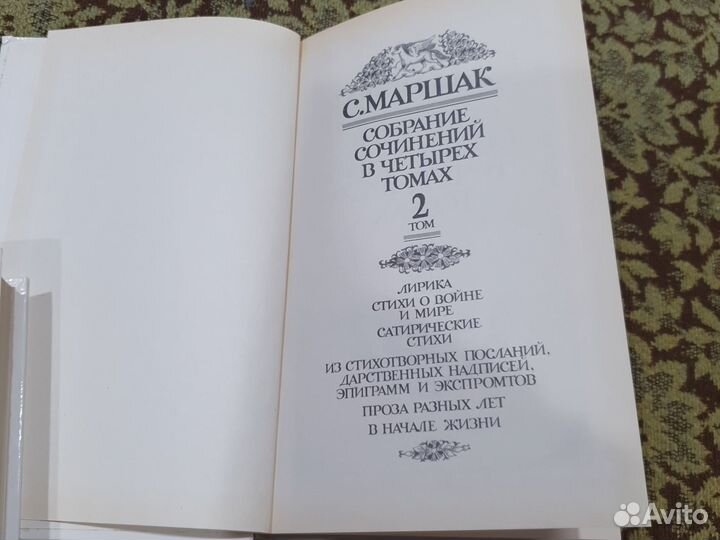 С.МАРШАК
СОБРАНИЕ
СОЧИНЕНИЙ
В ЧЕТЫРЕХ
ТОМАХ
2
ТОМ
ЛИРИКА
СТИХИ О ВОЙНЕ
И МИРЕ
САТИРИЧЕСКИЕ
СТИХИ
ИЗ СТИХОТВОРНЫХ ПОСЛАНИЙ,
ДАРСТВЕННЫХ НАДПИСЕЙ,
ЭПИГРАММ И ЭКСПРОМТОВ
ПРОЗА РАЗНЫХ ЛЕТ
В НАЧАЛЕ ЖИЗНИ
Avito